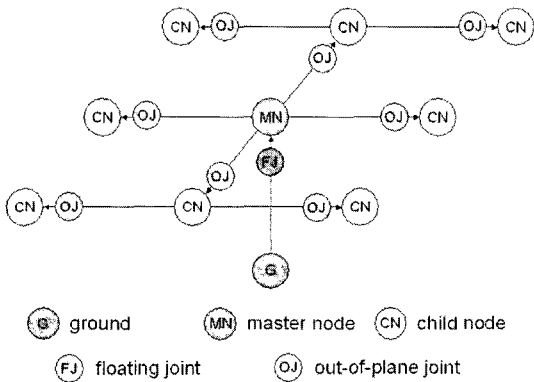 CN OJ CN OJ CN
OJ
CN OJ MN OJ CN
FJ
OJ
CN OJ CN OJ CN
G
G ground MN master node CN child node
FJ floating joint OJ out-of-plane joint